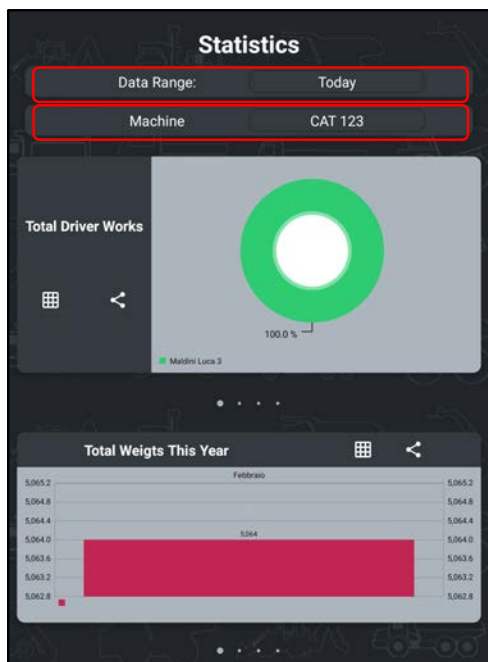 Statistics
Data Range: Today
Machine CAT 123
Total Driver Works
100.0 %
Maldini Luca 3
Total Weigts This Year
Febbraio
5,065.2 5,065.2
5,064.8 5,064.8
5,064.4 5,064.4
5,064
5,064.0 5,064.0
5,063.6 5,063.6
5,063.2 5,063.2
5,062.8 5,062.8